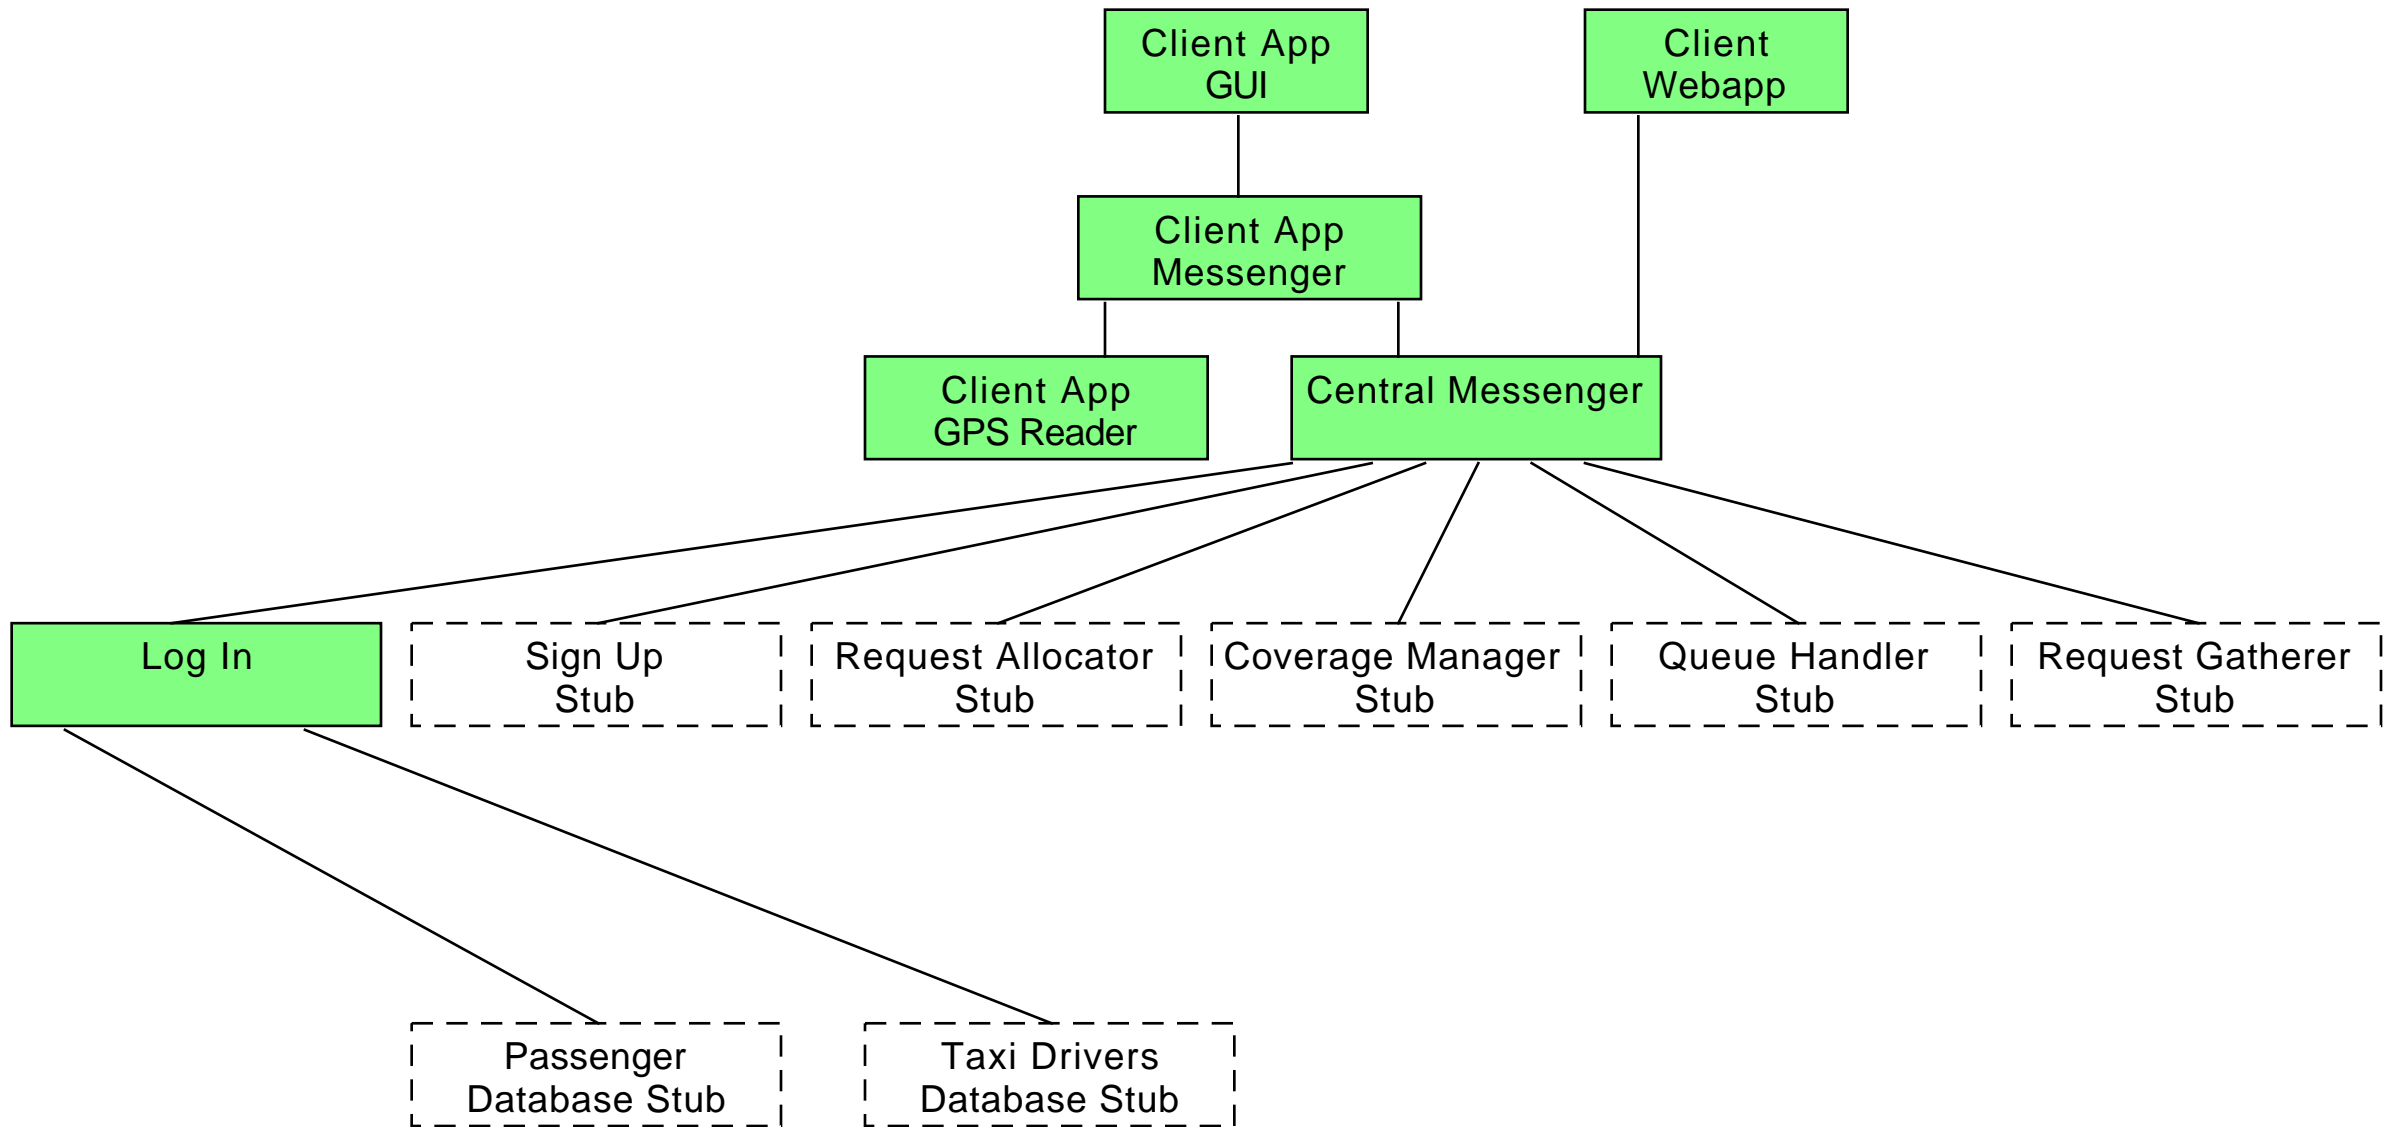 Client App
GUI
Client
Webapp
Client App
Messenger
Client App
GPS Reader
Central Messenger
Log In
Sign Up
Stub
Request Allocator
Stub
Coverage Manager
Stub
Queue Handler
Stub
Request Gatherer
Stub
Passenger
Database Stub
Taxi Drivers
Database Stub